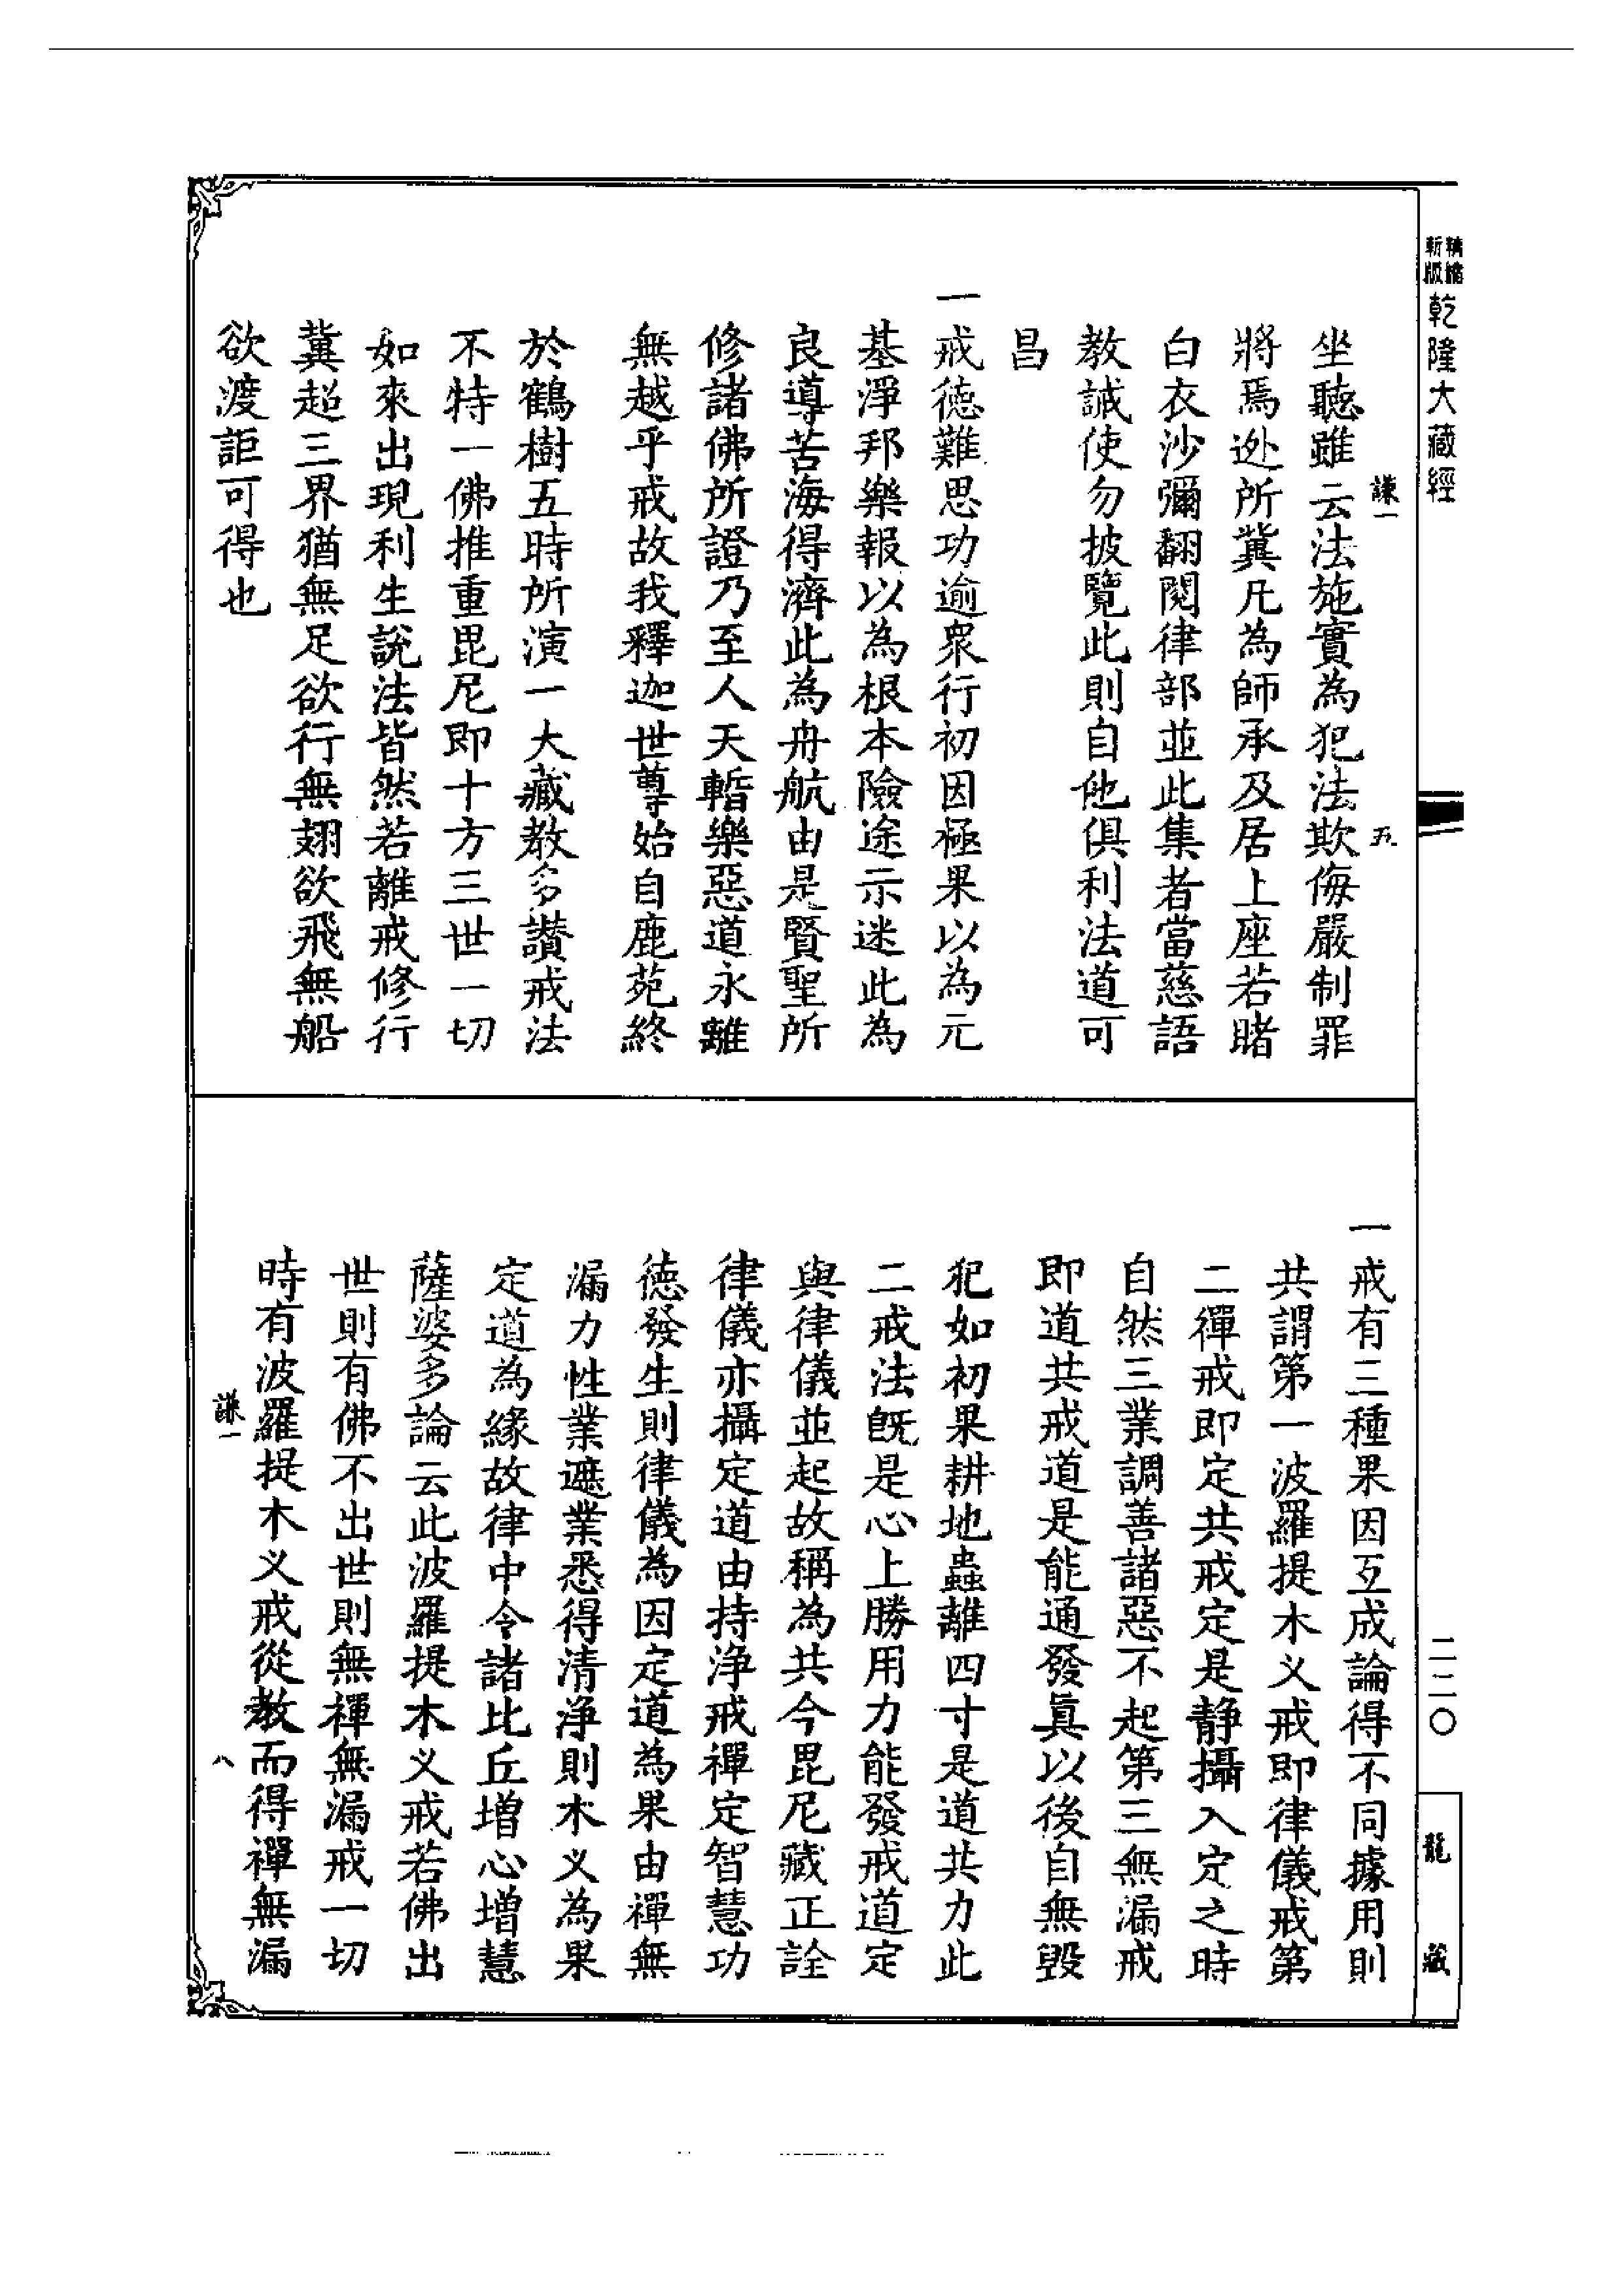 精縮
新版
乾隆大藏經
謙一
五
坐聽雖云法施實為犯法欺侮嚴制罪
將焉逃所冀凡為師承及居上座若睹
白衣沙彌翻閱律部並此集者當慈語
教誡使勿披覽此則自他俱利法道可
昌
一戒德難思功逾衆行初因極果以為元
基淨邦樂報以為根本險途示迷此為
良導苦海得濟此為舟航由是賢聖所
修諸佛所證乃至人天暫樂惡道永離
無越乎戒故我釋迦世尊始自鹿苑終
於鶴樹五時所演一大藏教多讚戒法
不特一佛推重毘尼即十方三世一切
如來出現利生說法皆然若離戒修行
冀超三界猶無足欲行無翅欲飛無船
欲渡詎可得也
一戒有三種果因互成論得不同據用則
共謂第一波羅提木义戒即律儀戒第
二禪戒即定共戒定是靜攝入定之時
自然三業調善諸惡不起第三無漏戒
即道共戒道是能通發真以後自無毀
犯如初果耕地蟲離四寸是道共力此
二戒法既是心上勝用力能發戒道定
與律儀並起故稱為共今毘尼藏正詮
律儀亦攝定道由持淨戒禪定智慧功
德發生則律儀為因定道為果由禪無
漏力性業遮業悉得清淨則木义為果
定道為緣故律中令諸比丘增心增慧
薩婆多論云此波羅提木义戒若佛出
世則有佛不出世則無禪無漏戒一切
時有波羅提木义戒從教而得禪無漏
謙一
八
二二〇
龍藏